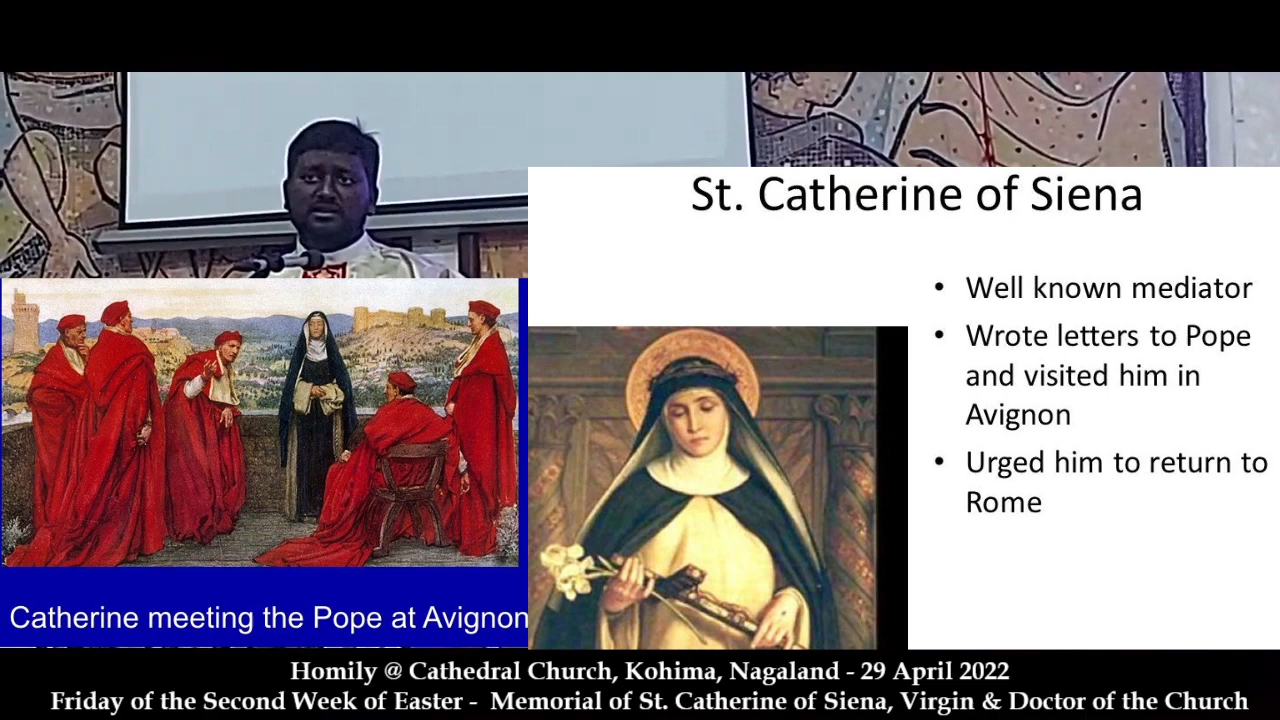 St. Catherine of Siena
• Well known mediator
• Wrote letters to Pope
and visited him in
Avignon
• Urged him to return to
Rome
Catherine meeting the Pope at Avignon
Homily @ Cathedral Church, Kohima, Nagaland - 29 April 2022
Friday of the Second Week of Easter - Memorial of St. Catherine of Siena, Virgin & Doctor of the Church